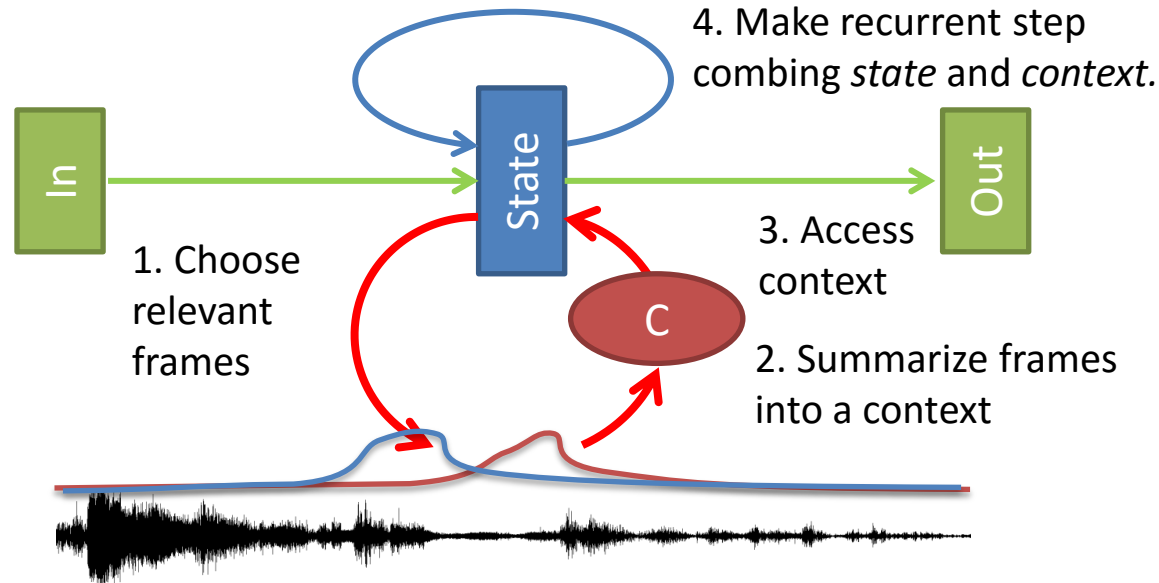 4. Make recurrent step
combing state and context.
In
State
Out
1. Choose
relevant
frames
3. Access
context
C
2. Summarize frames
into a context